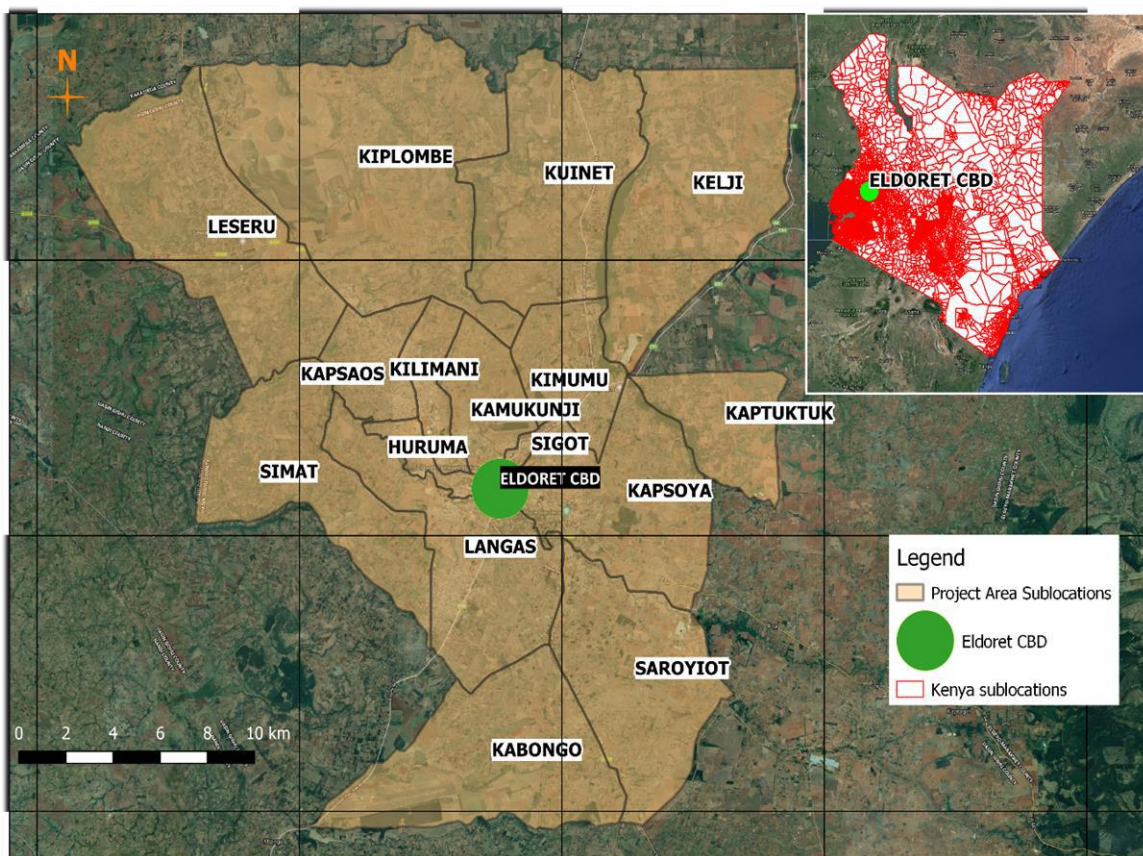 N
KIPLOMBE
KUINET
KELJI
LESERU
ELDORET CBD
KAPSAOS
KILIMANI
KIMUMU
KAPTUKTUK
KAMUKUNJI
HURUMA
SIGOT
SIMAT
ELDORET CBD
KAPSOYA
LANGAS
SAROYIOT
KABONGO
0 2 4 6 8 10 km
Legend
Project Area Sublocations
Eldoret CBD
Kenya sublocations